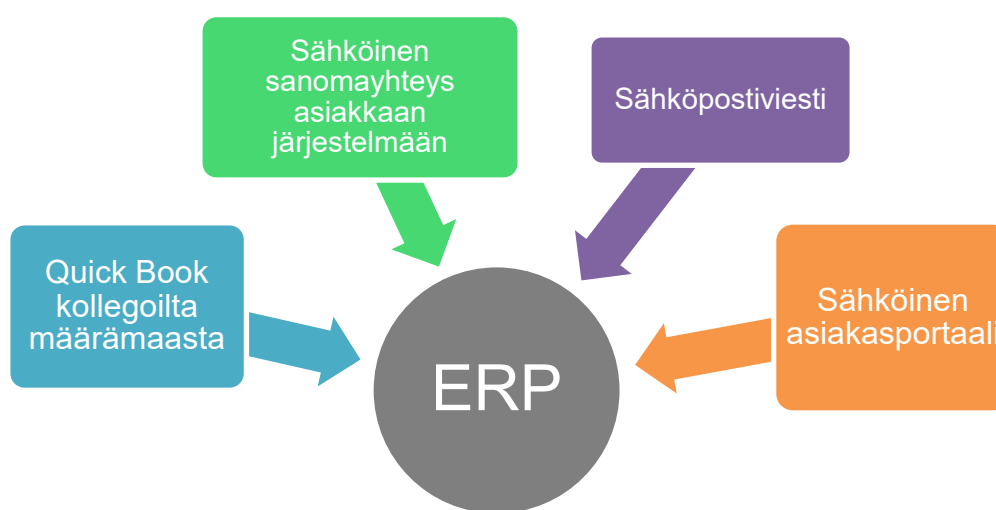 Sähköinen
sanomayhteys
asiakkaan
järjestelmään
Sähköpostiviesti
Quick Book
kollegoilta
määrämaasta
Sähköinen
asiakasportaali
ERP